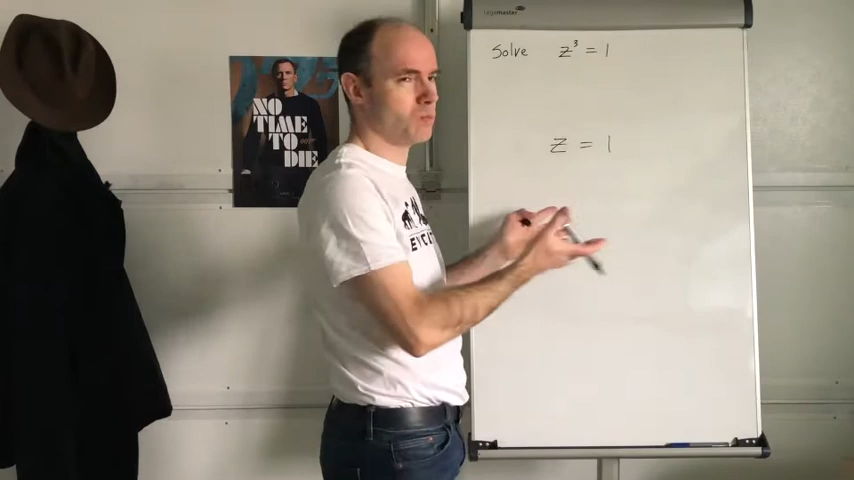 Legamaster
Solve z³ = 1
z = 1
NO
TIME
TO
DIE